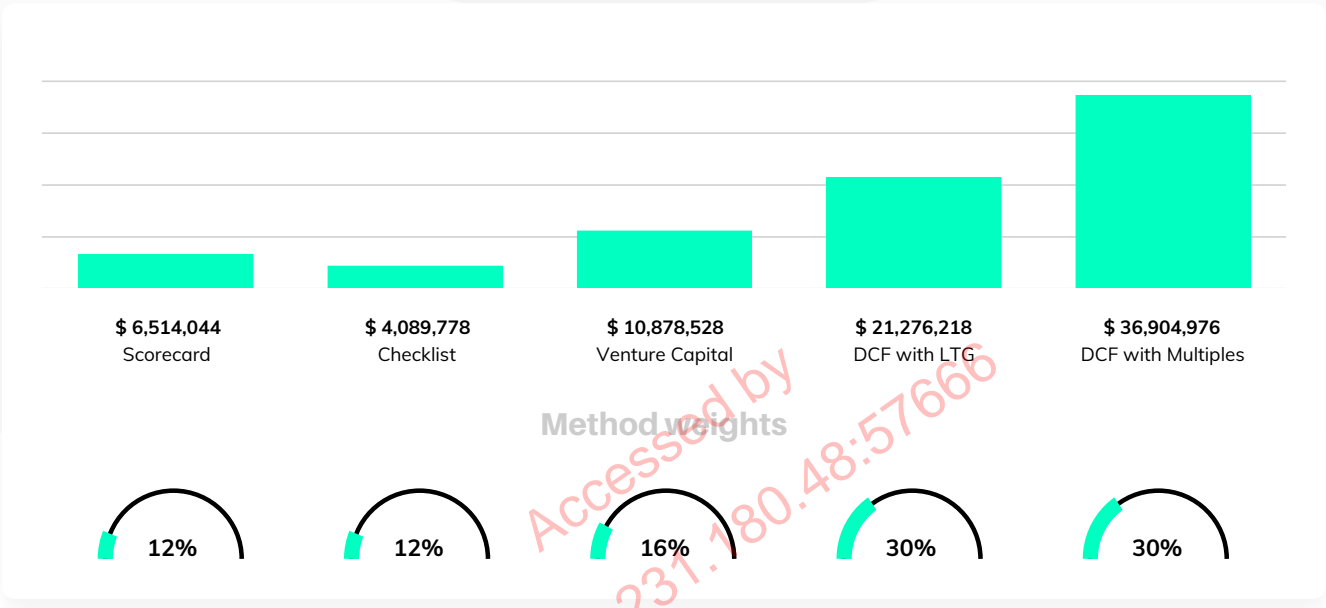 $ 6,514,044
Scorecard
$ 4,089,778
Checklist
$ 10,878,528
Venture Capital
$ 21,276,218
DCF with LTG
$ 36,904,976
DCF with Multiples
Method weights
Accessed by
231.180.48:57666
12%
12%
16%
30%
30%